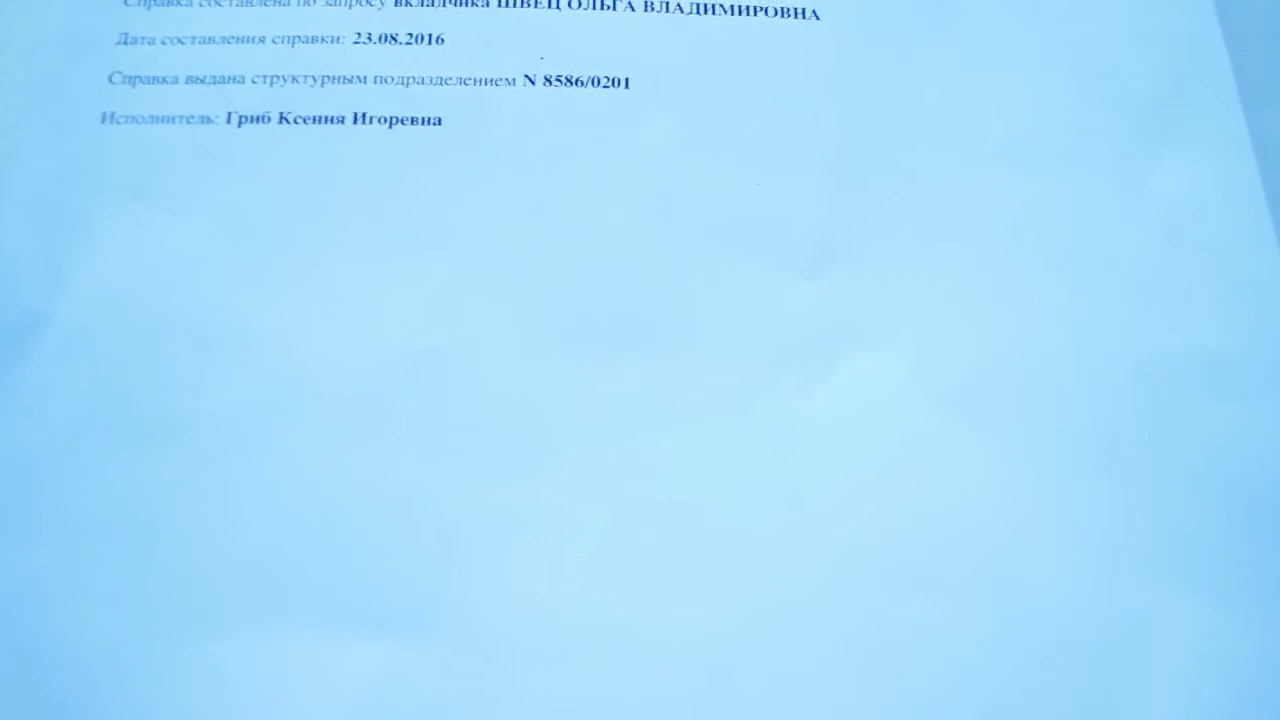 Справка составлена по запросу вкладчика ШВЕЦ ОЛЬГА ВЛАДИМИРОВНА
Дата составления справки: 23.08.2016
Справка выдана структурным подразделением N 8586/0201
Исполнитель: Гриб Ксения Игоревна